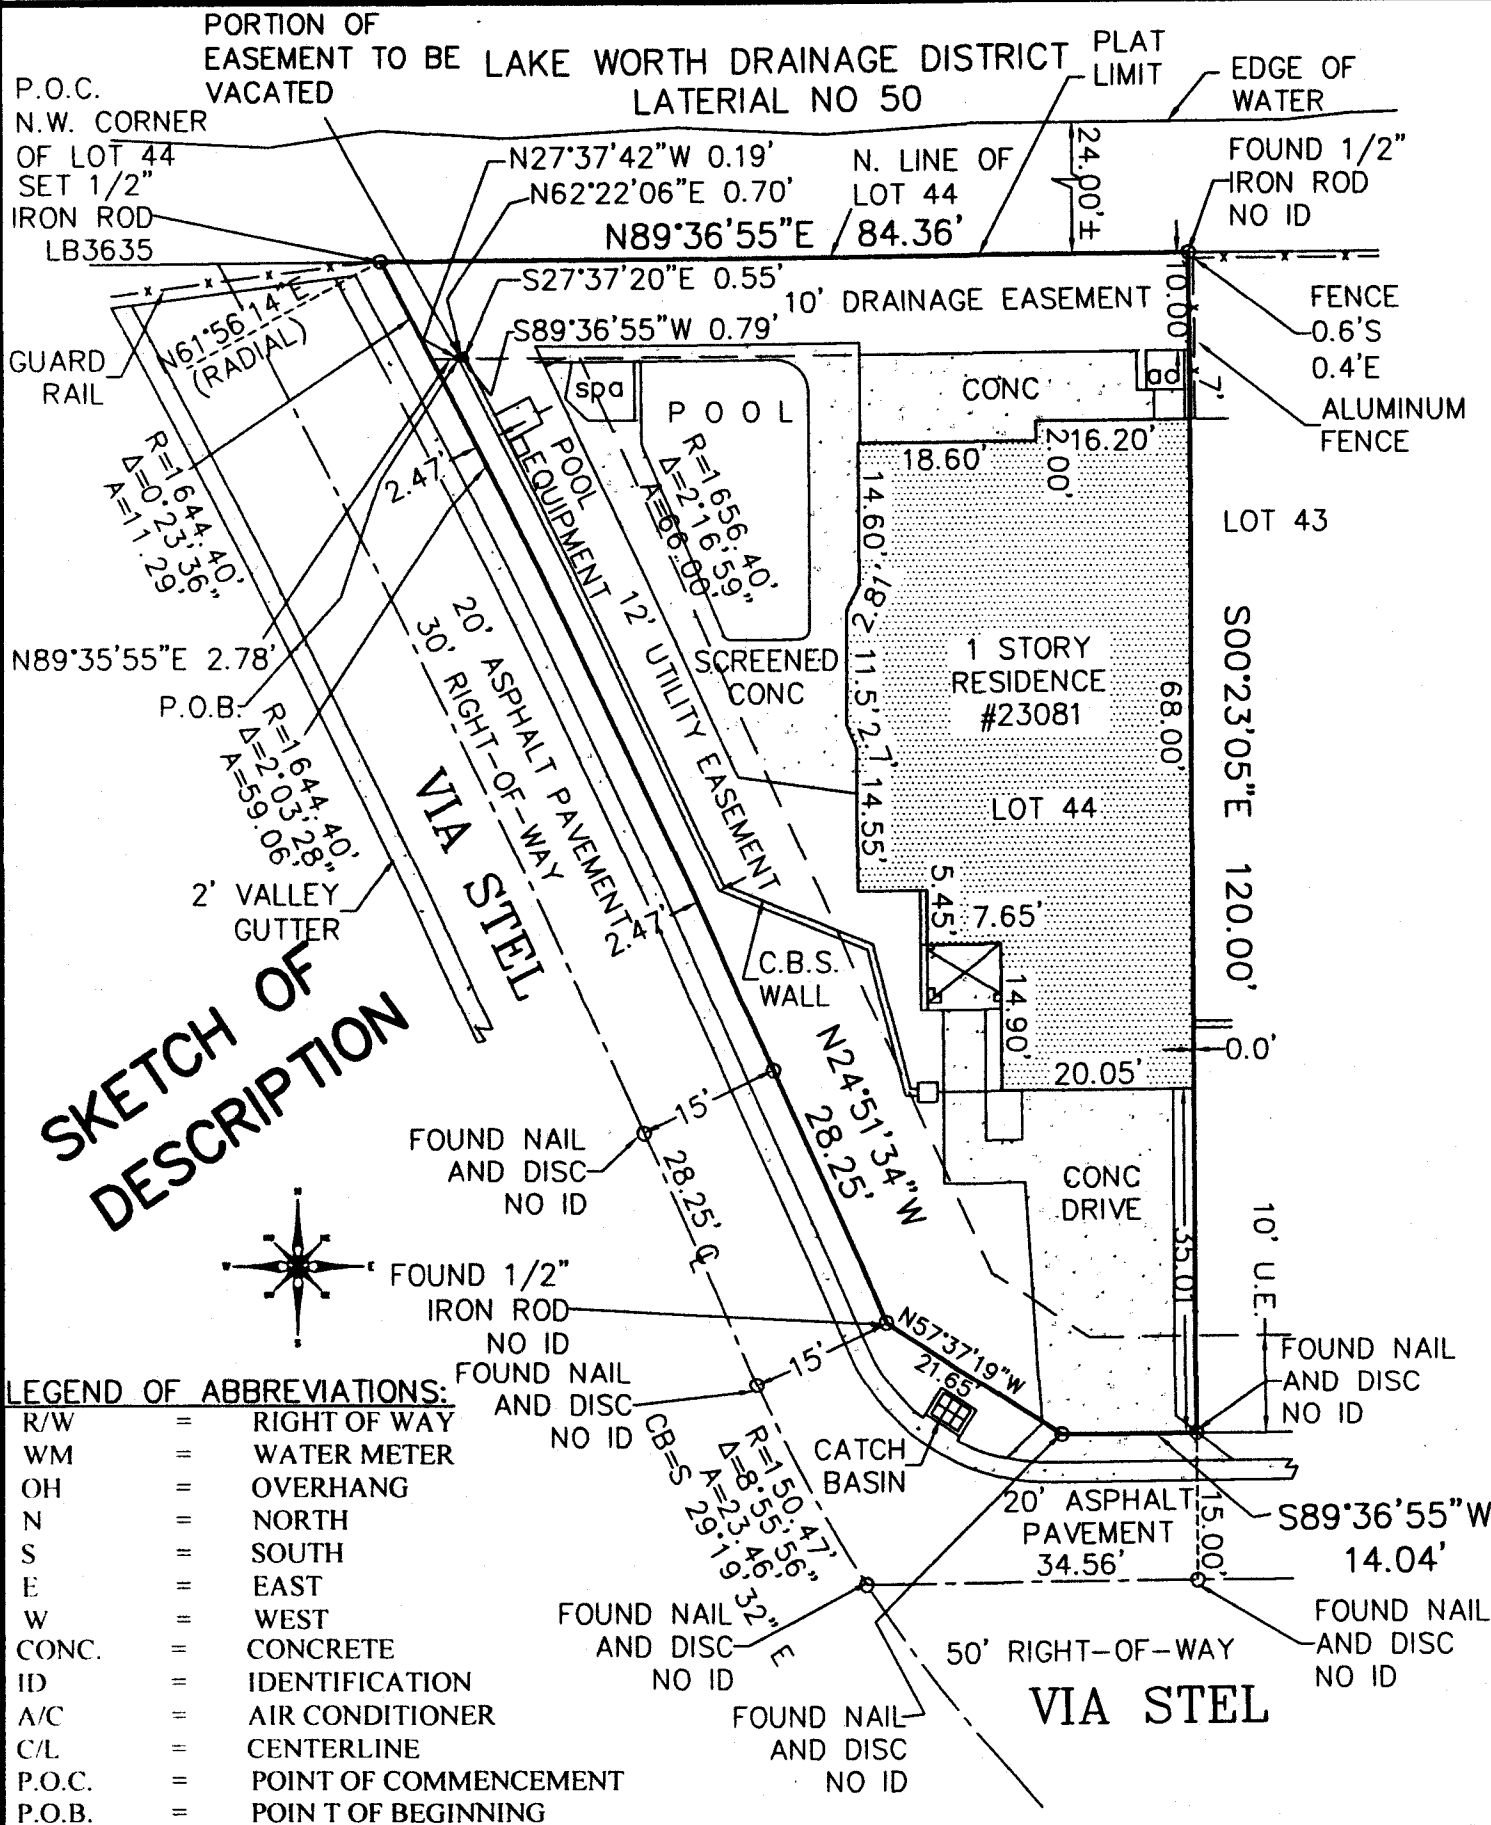 PORTION OF
EASEMENT TO BE
VACATED
LAKE WORTH DRAINAGE DISTRICT
LATERIAL NO 50
PLAT
LIMIT
EDGE OF
WATER
P.O.C.
N.W. CORNER
OF LOT 44
SET 1/2"
IRON ROD
LB3635
N27°37'42"W 0.19'
N62°22'06"E 0.70'
N. LINE OF
LOT 44
24.00'±
FOUND 1/2"
IRON ROD
NO ID
N89°36'55"E 84.36'
S27°37'20"E 0.55'
S89°36'55"W 0.79'
10' DRAINAGE EASEMENT
10.00'
FENCE
0.6'S
0.4'E
N61°56'14"E
(RADIAL)
GUARD
RAIL
spa
POOL
CONC
7'
ALUMINUM
FENCE
R=1644.40'
Δ=0°23'36"
A=11.29'
2.47'
POOL
EQUIPMENT
R=1656.40'
Δ=2°16'59"
A=66.00'
18.60'
2.00'
16.20'
14.60'
LOT 43
2.87'
12' UTILITY EASEMENT
20' ASPHALT PAVEMENT
30' RIGHT-OF-WAY
N89°35'55"E 2.78'
P.O.B.
SCREENED
CONC
11.5'
2.7'
14.55'
1 STORY
RESIDENCE
#23081
68.00'
S00°23'05"E 120.00'
R=1644.40'
Δ=2°03'28"
A=59.06'
VIA STEL
LOT 44
2' VALLEY
GUTTER
2.47'
5.45'
7.65'
C.B.S.
WALL
14.90'
SKETCH OF
DESCRIPTION
N24°51'34"W
28.25'
0.0'
20.05'
15'
FOUND NAIL
AND DISC
NO ID
28.25'
CONC
DRIVE
35.01
10' U.E.
FOUND 1/2"
IRON ROD
NO ID
N57°37'19"W
21.65'
15'
FOUND NAIL
AND DISC
NO ID
FOUND NAIL
AND DISC
NO ID
R=150.47'
Δ=8°55'56"
A=23.46'
CB=S 29°19'32" E
CATCH
BASIN
20' ASPHALT
PAVEMENT
34.56'
15.00'
S89°36'55"W
14.04'
FOUND NAIL
AND DISC
NO ID
FOUND NAIL
AND DISC
NO ID
50' RIGHT-OF-WAY
VIA STEL
FOUND NAIL
AND DISC
NO ID
LEGEND OF ABBREVIATIONS:
R/W = RIGHT OF WAY
WM = WATER METER
OH = OVERHANG
N = NORTH
S = SOUTH
E = EAST
W = WEST
CONC. = CONCRETE
ID = IDENTIFICATION
A/C = AIR CONDITIONER
C/L = CENTERLINE
P.O.C. = POINT OF COMMENCEMENT
P.O.B. = POIN T OF BEGINNING